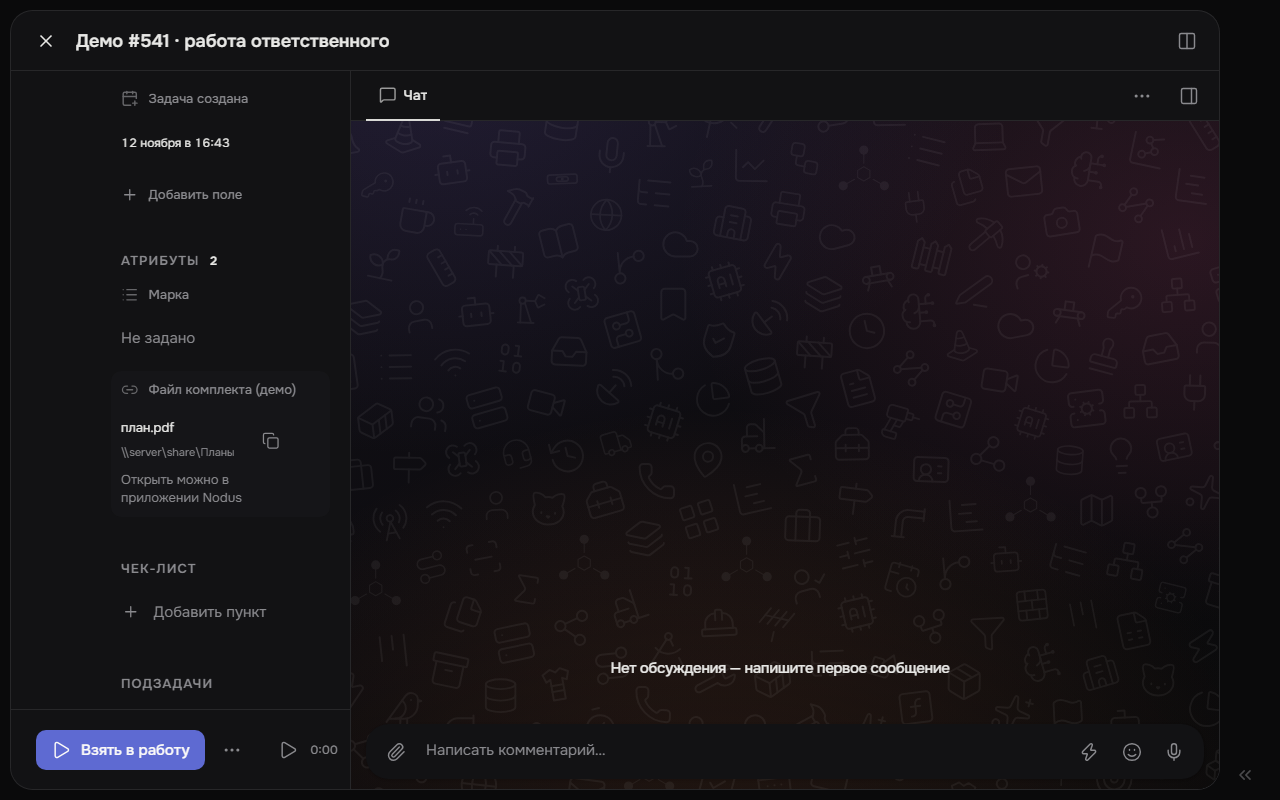 Демо #541 · работа ответственного
Задача создана
12 ноября в 16:43
Добавить поле
АТРИБУТЫ 2
Марка
Не задано
Файл комплекта (демо)
план.pdf
\\server\share\Планы
Открыть можно в
приложении Nodus
ЧЕК-ЛИСТ
Добавить пункт
ПОДЗАДАЧИ
Взять в работу
0:00
Чат
Нет обсуждения — напишите первое сообщение
Написать комментарий...